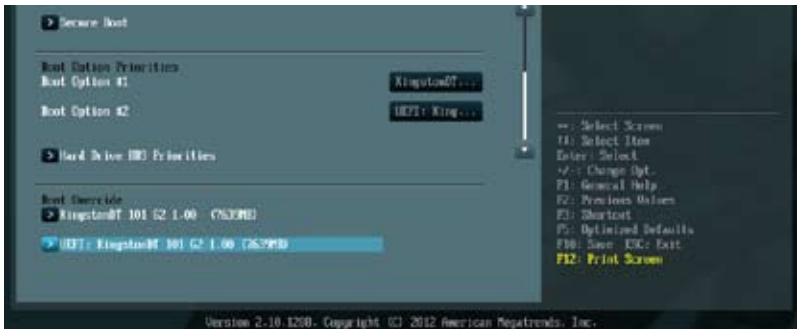 Secure Boot
Boot Option Priorities
Boot Option #1
KingstonDT...
Boot Option #2
UEFI: King...
Hard Drive BBS Priorities
Boot Override
KingstonDT 101 G2 1.00 (7639MB)
UEFI: KingstonDT 101 G2 1.00 (7639MB)
: Select Screen
: Select Item
Enter: Select
+/-: Change Opt.
F1: General Help
F2: Previous Values
F3: Shortcut
F5: Optimized Defaults
F10: Save ESC: Exit
F12: Print Screen
Version 2.10.1208. Copyright (C) 2012 American Megatrends, Inc.